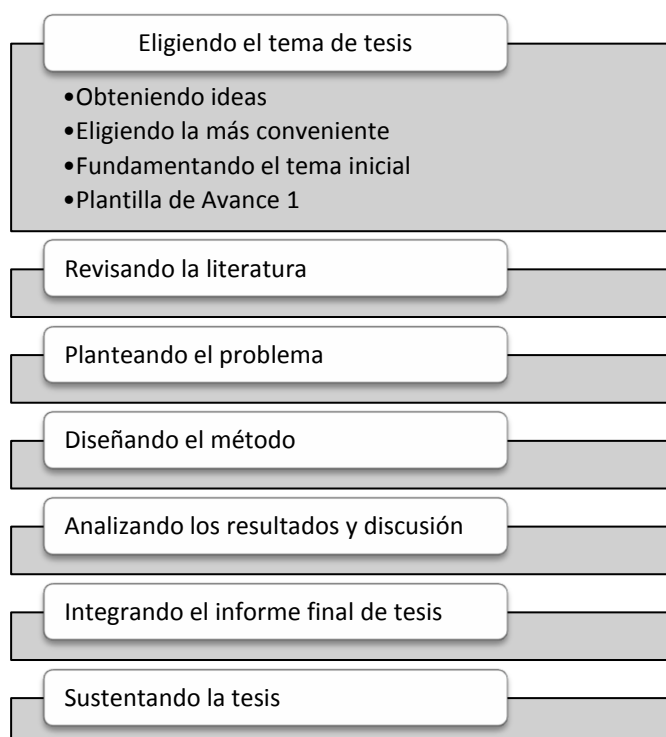 Eligiendo el tema de tesis
•Obteniendo ideas
•Eligiendo la más conveniente
•Fundamentando el tema inicial
•Plantilla de Avance 1
Revisando la literatura
Planteando el problema
Diseñando el método
Analizando los resultados y discusión
Integrando el informe final de tesis
Sustentando la tesis